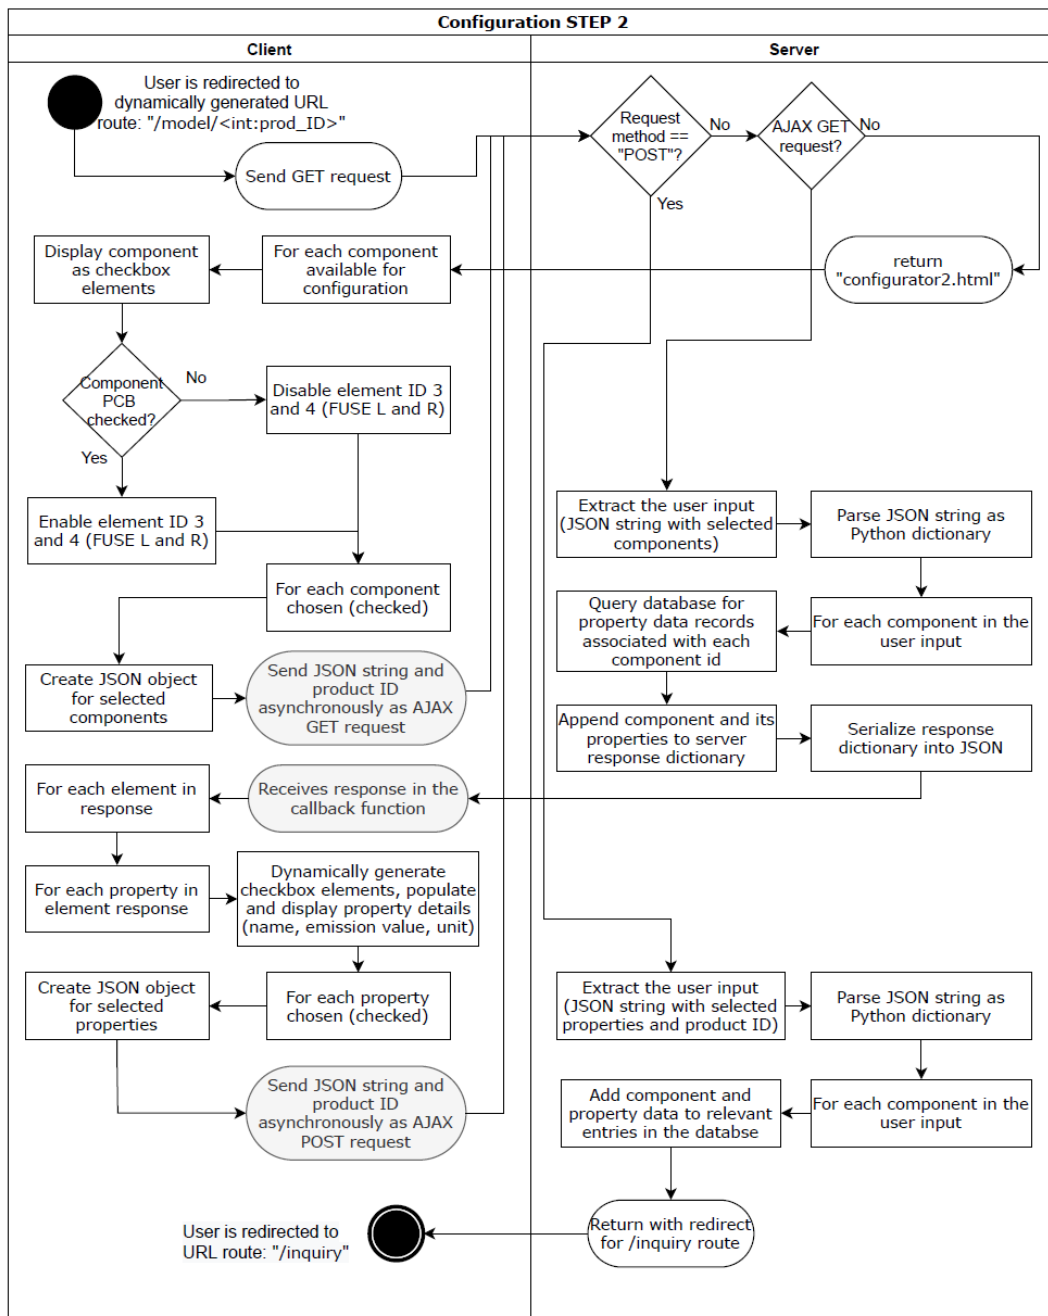 Configuration STEP 2
Client
Server
User is redirected to
dynamically generated URL
route: "/model/<int:prod_ID>"
Send GET request
Request
method ==
"POST"?
No
Yes
AJAX GET
request?
No
return
"configurator2.html"
For each component
available for
configuration
Display component
as checkbox
elements
Component
PCB
checked?
No
Yes
Disable element ID 3
and 4 (FUSE L and R)
Enable element ID 3
and 4 (FUSE L and R)
For each component
chosen (checked)
Create JSON object
for selected
components
Send JSON string and
product ID
asynchronously as AJAX
GET request
Extract the user input
(JSON string with selected
components)
Parse JSON string as
Python dictionary
For each component in the
user input
Query database for
property data records
associated with each
component id
Append component and its
properties to server
response dictionary
Serialize response
dictionary into JSON
Receives response in the
callback function
For each element in
response
For each property in
element response
Dynamically generate
checkbox elements, populate
and display property details
(name, emission value, unit)
For each property
chosen (checked)
Create JSON object
for selected
properties
Send JSON string and
product ID
asynchronously as AJAX
POST request
Extract the user input
(JSON string with selected
properties and product ID)
Parse JSON string as
Python dictionary
For each component in the
user input
Add component and
property data to relevant
entries in the databse
Return with redirect
for /inquiry route
User is redirected to
URL route: "/inquiry"